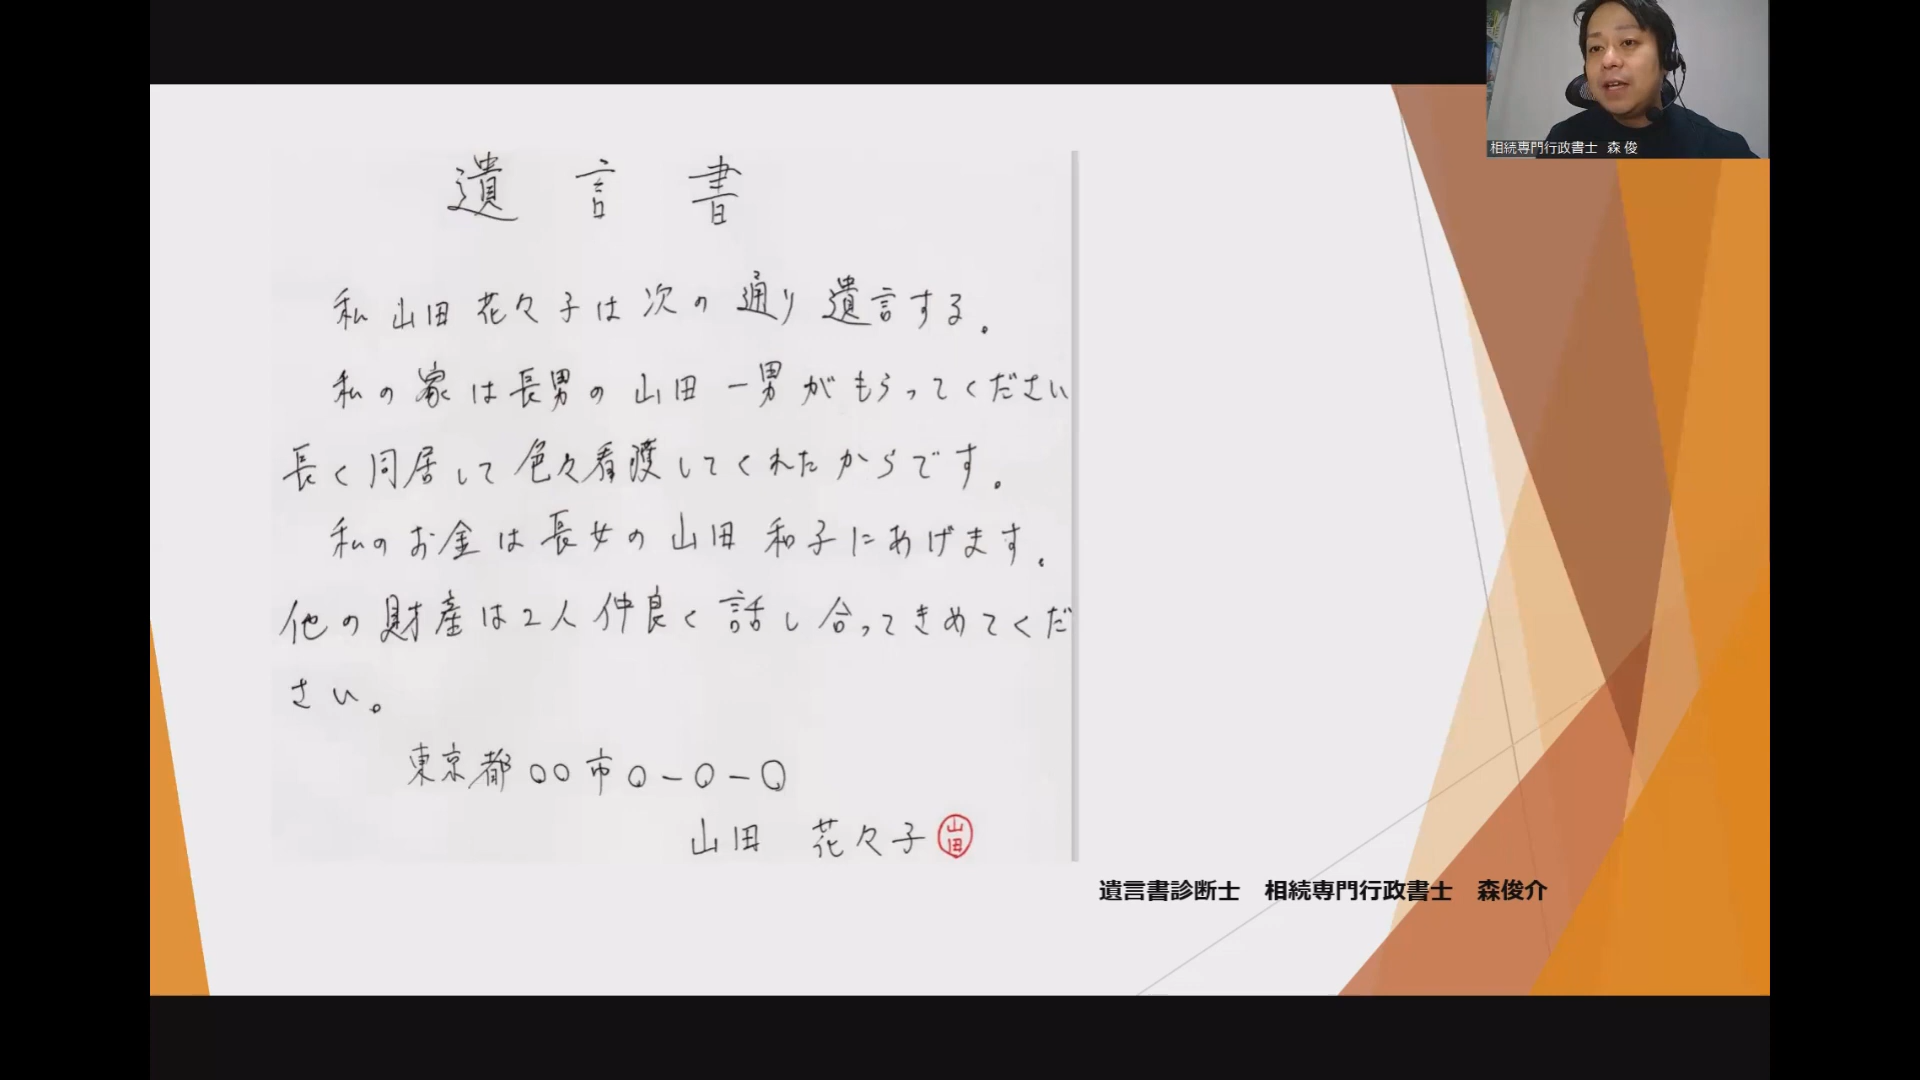 相続専門行政書士 森 俊
遺言書
私 山田花々子は次の通り遺言する。
私の家は長男の山田一男がもらってください
長く同居して色々看護してくれたからです。
私のお金は長女の山田和子にあげます。
他の財産は2人仲良く話し合ってきめてくだ
さい。
東京都○○市○-○-○
山田 花々子 山田
遺言書診断士 相続専門行政書士 森俊介